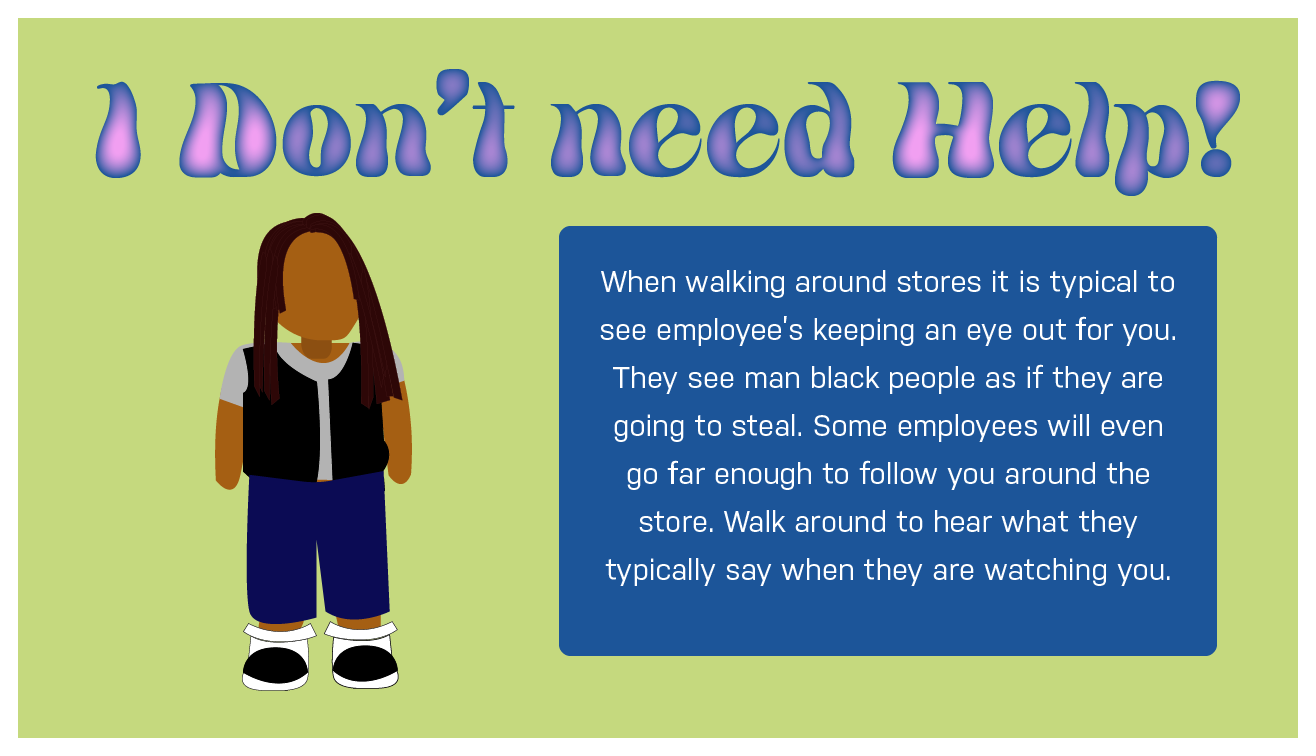 I Don't need Help!
When walking around stores it is typical to
see employee's keeping an eye out for you.
They see man black people as if they are
going to steal. Some employees will even
go far enough to follow you around the
store. Walk around to hear what they
typically say when they are watching you.